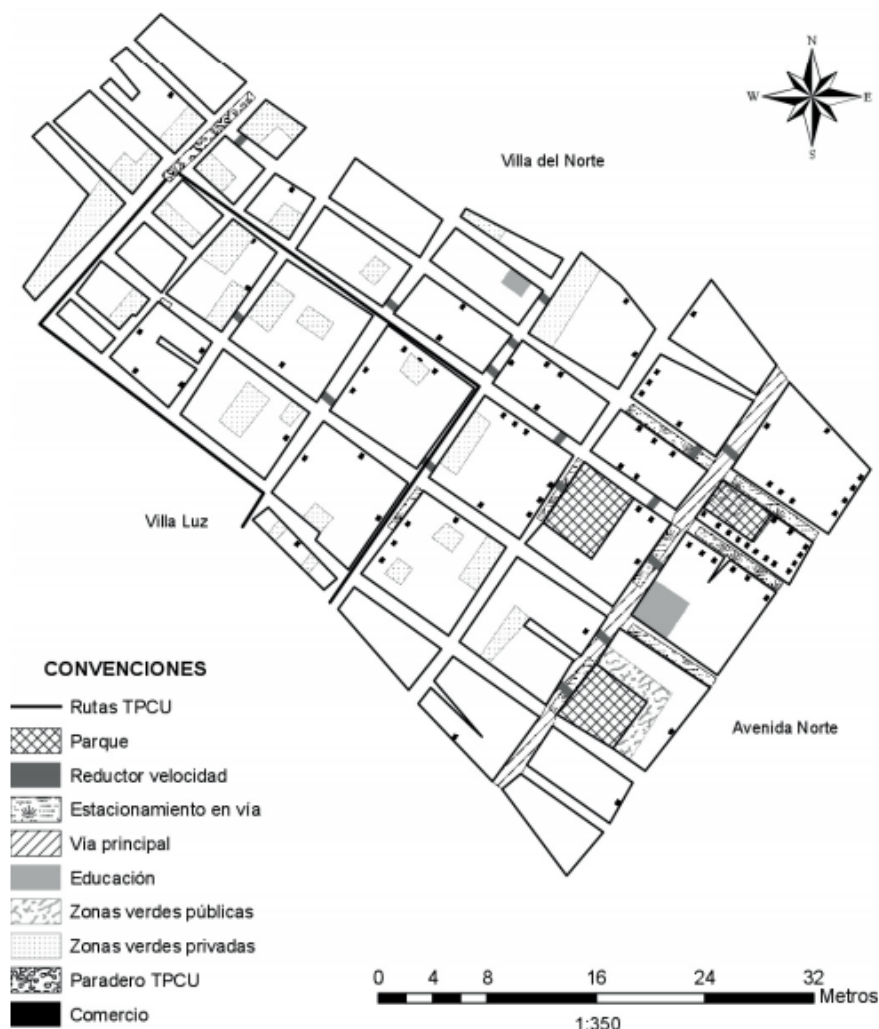 N
W E
S
Villa del Norte
Villa Luz
Avenida Norte
CONVENCIONES
Rutas TPCU
Parque
Reductor velocidad
Estacionamiento en vía
Vía principal
Educación
Zonas verdes públicas
Zonas verdes privadas
Paradero TPCU
Comercio
0 4 8 16 24 32
Metros
1:350